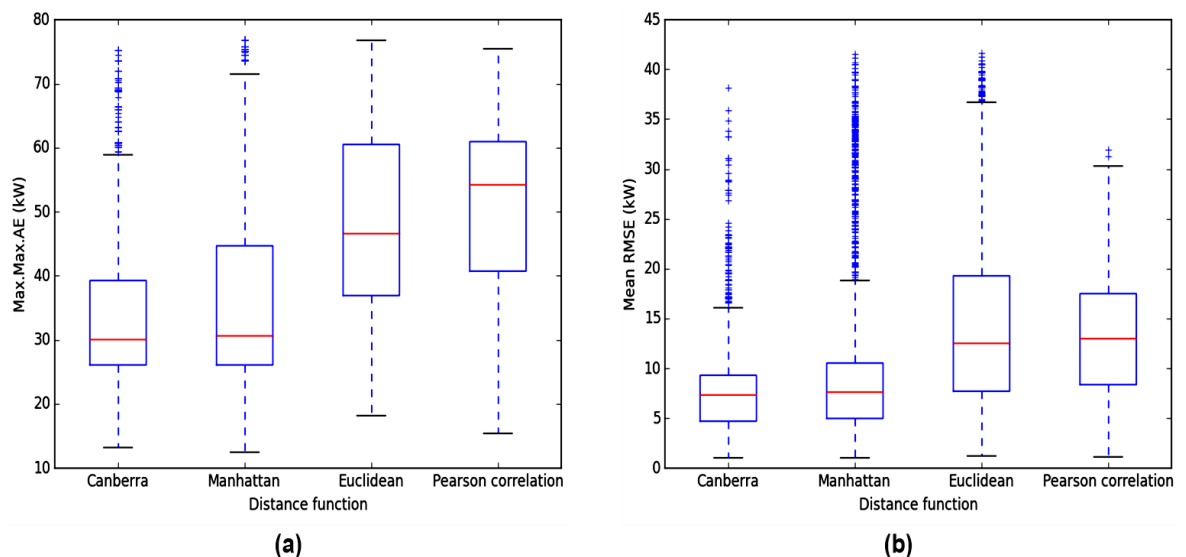 80
70
60
50
40
30
20
10
Max.Max.AE (kW)
Canberra Manhattan Euclidean Pearson correlation
Distance function
(a)
45
40
35
30
25
20
15
10
5
0
Mean RMSE (kW)
Canberra Manhattan Euclidean Pearson correlation
Distance function
(b)